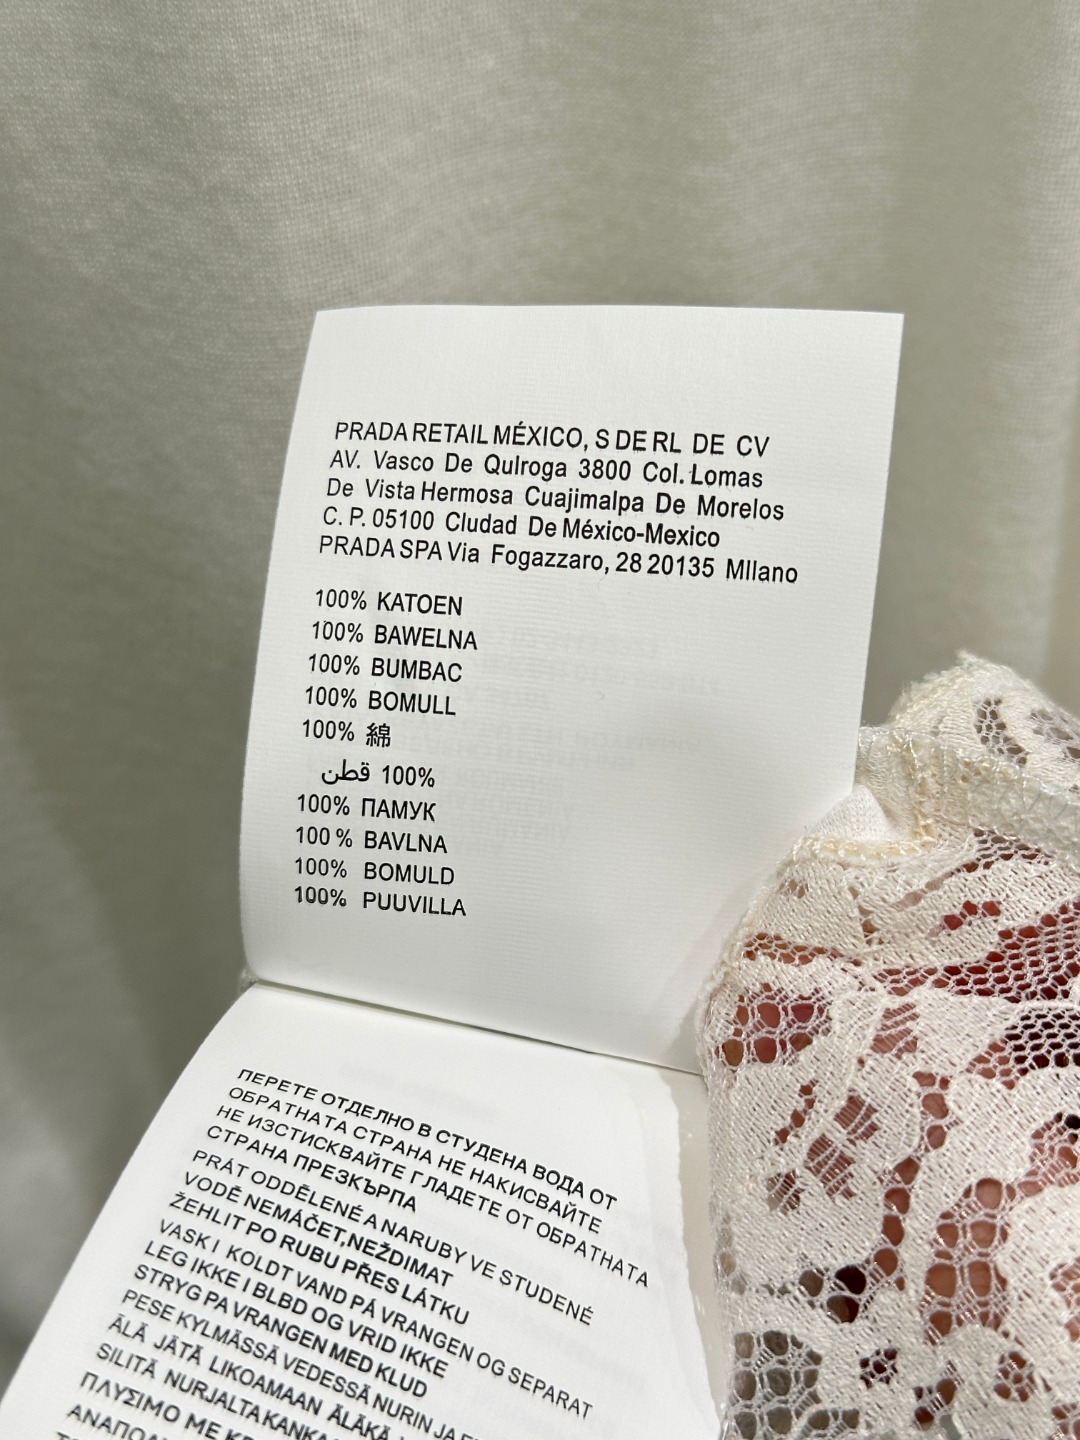 PRADA RETAIL MÉXICO, S DE RL DE CV
AV. Vasco De Qulroga 3800 Col. Lomas
De Vista Hermosa Cuajimalpa De Morelos
C. P. 05100 Cludad De México-Mexico
PRADA SPA Via Fogazzaro, 28 20135 MIlano
100% KATOEN
100% BAWELNA
100% BUMBAC
100% BOMULL
100% 綿
100% قطن
100% ПАМУК
100 % BAVLNA
100% BOMULD
100% PUUVILLA
ПЕРЕТЕ ОТДЕЛНО В СТУДЕНА ВОДА ОТ
ОБРАТНАТА СТРАНА НЕ НАКИСВАЙТЕ
НЕ ИЗСТИСКВАЙТЕ ГЛАДЕТЕ ОТ ОБРАТНАТА
СТРАНА ПРЕЗКЪРПА
PRÁT ODDĚLENÉ A NARUBY VE STUDENÉ
VODĚ NEMÁČET,NEŽDIMAT
ŽEHLIT PO RUBU PŘES LÁTKU
VASK I KOLDT VAND PÅ VRANGEN OG SEPARAT
LEG IKKE I BLBD OG VRID IKKE
STRYG PA VRANGEN MED KLUD
PESE KYLMÄSSÄ VEDESSÄ NURIN JA
ÄLÄ JÄTÄ LIKOAMAAN ÄLÄKÄ
SILITÄ NURJALTA
ΠΛΥΣΙΜΟ ΜΕ